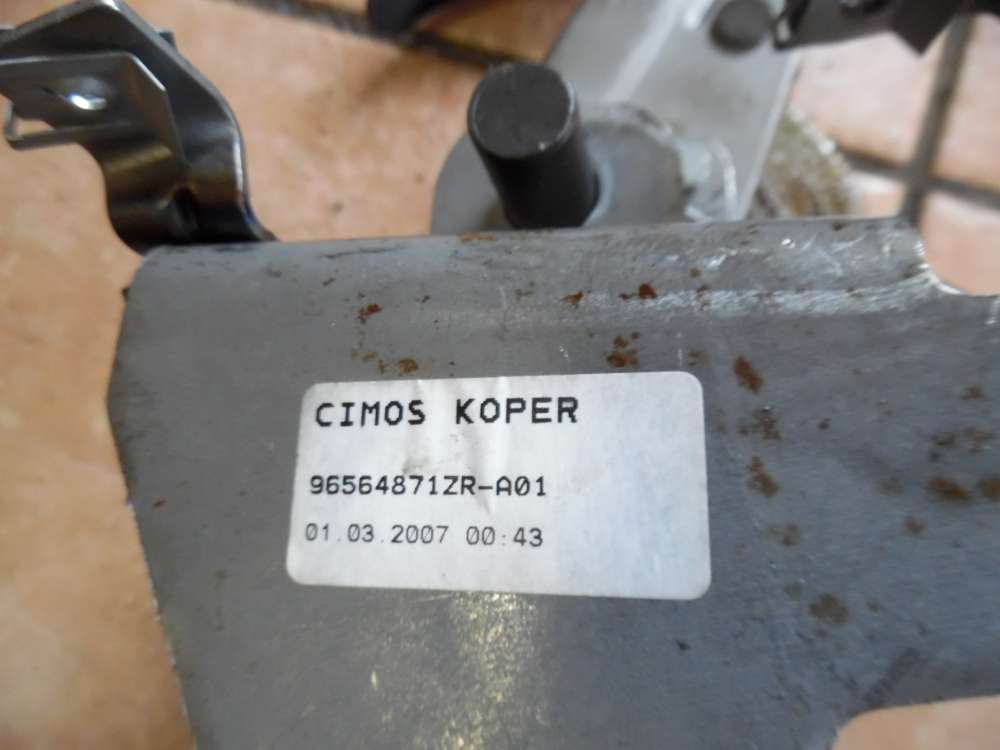 CIMOS KOPER
96564871ZR-A01
01.03.2007 00:43